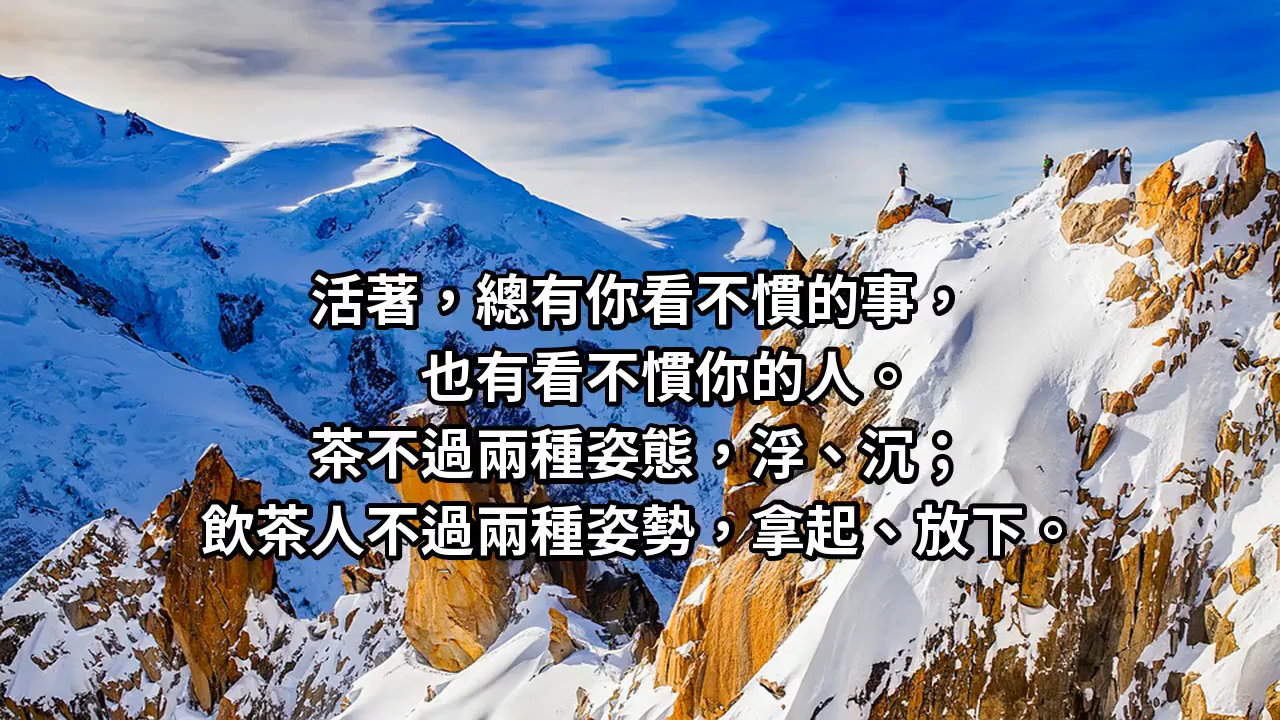 活著，總有你看不慣的事，
也有看不慣你的人。
茶不過兩種姿態，浮、沉；
飲茶人不過兩種姿勢，拿起、放下。